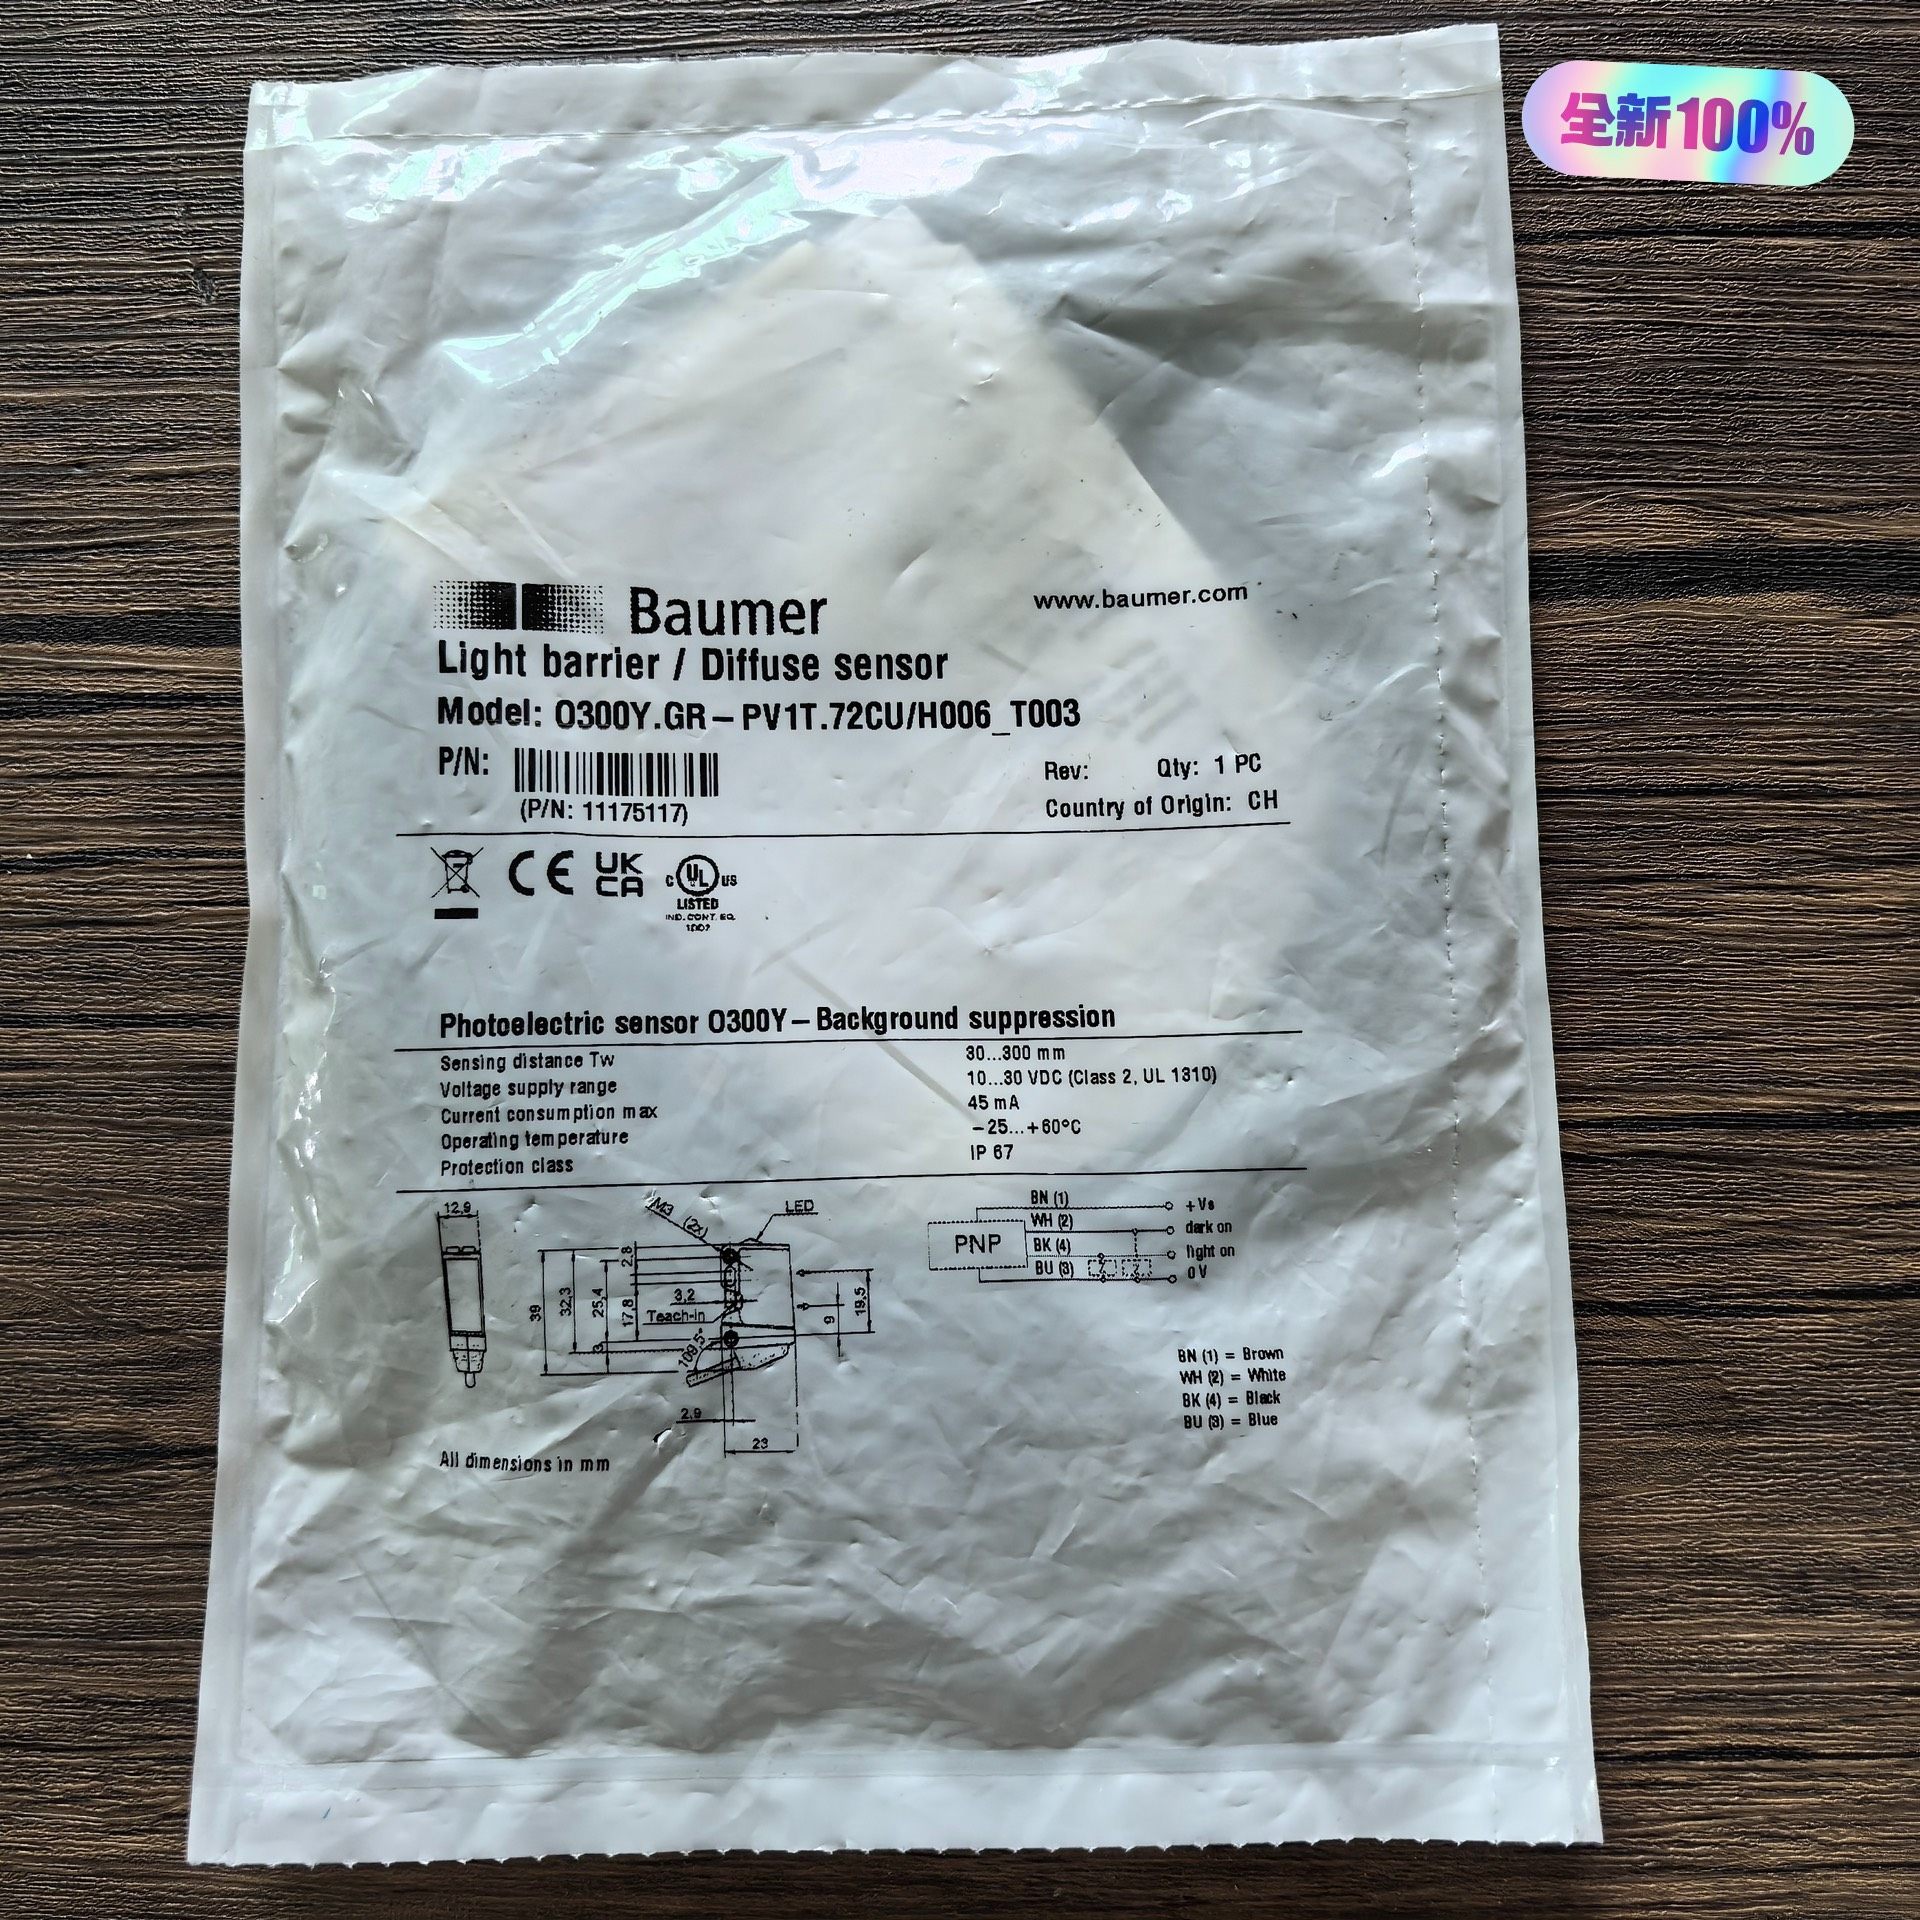 全新100%
Baumer
www.baumer.com
Light barrier / Diffuse sensor
Model: O300Y.GR-PV1T.72CU/H006_T003
P/N:
(P/N: 11175117)
Rev: Qty: 1 PC
Country of Origin: CH
CE UK CA c UL us
LISTED
IND. CONT. EQ.
Photoelectric sensor O300Y-Background suppression
Sensing distance Tw 30...300 mm
Voltage supply range 10...30 VDC (Class 2, UL 1310)
Current consumption max 45 mA
Operating temperature -25...+60°C
Protection class IP 67
12,9
M3 (2x)
LED
39
32,3
25,4
17,8
2,8
3
3,2
Teach-in
109,5°
9
19,5
2,9
23
All dimensions in mm
PNP
BN (1) +Vs
WH (2) dark on
BK (4) light on
BU (3) 0V
Z Z
BN (1) = Brown
WH (2) = White
BK (4) = Black
BU (3) = Blue